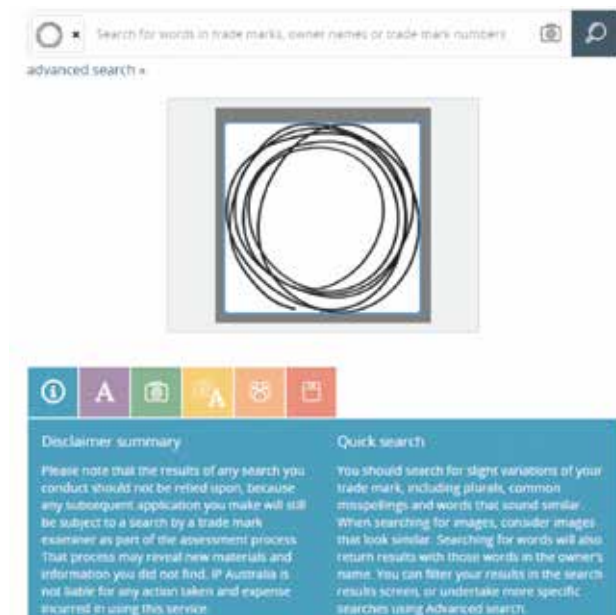 Search for words in trade marks, owner names or trade mark numbers
advanced search »
A
A
Disclaimer summary
Please note that the results of any search you
conduct should not be relied upon, because
any subsequent application you make will still
be subject to a search by a trade mark
examiner as part of the assessment process.
That process may reveal new materials and
information you did not find. IP Australia is
not liable for any action taken and expense
incurred in using this service.
Quick search
You should search for slight variations of your
trade mark, including plurals, common
misspellings and words that sound similar.
When searching for images, consider images
that look similar. Searching for words will also
return results with those words in the owner's
name. You can filter your results in the search
results screen, or undertake more specific
searches using Advanced search.